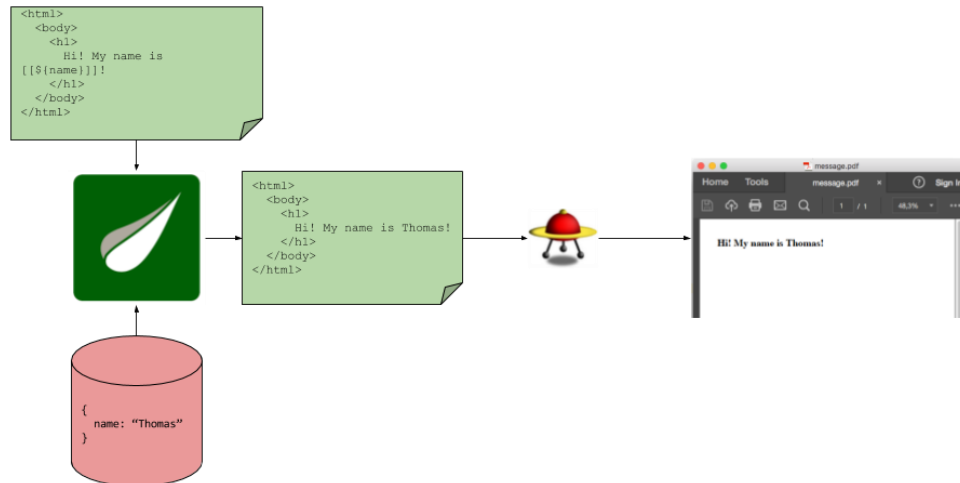 <html>
<body>
<h1>
Hi! My name is
[[${name}]]!
</h1>
</body>
</html>
<html>
<body>
<h1>
Hi! My name is Thomas!
</h1>
</body>
</html>
{
name: “Thomas”
}
message.pdf
Home Tools message.pdf × ? Sign In
1 / 1 48,3%
Hi! My name is Thomas!